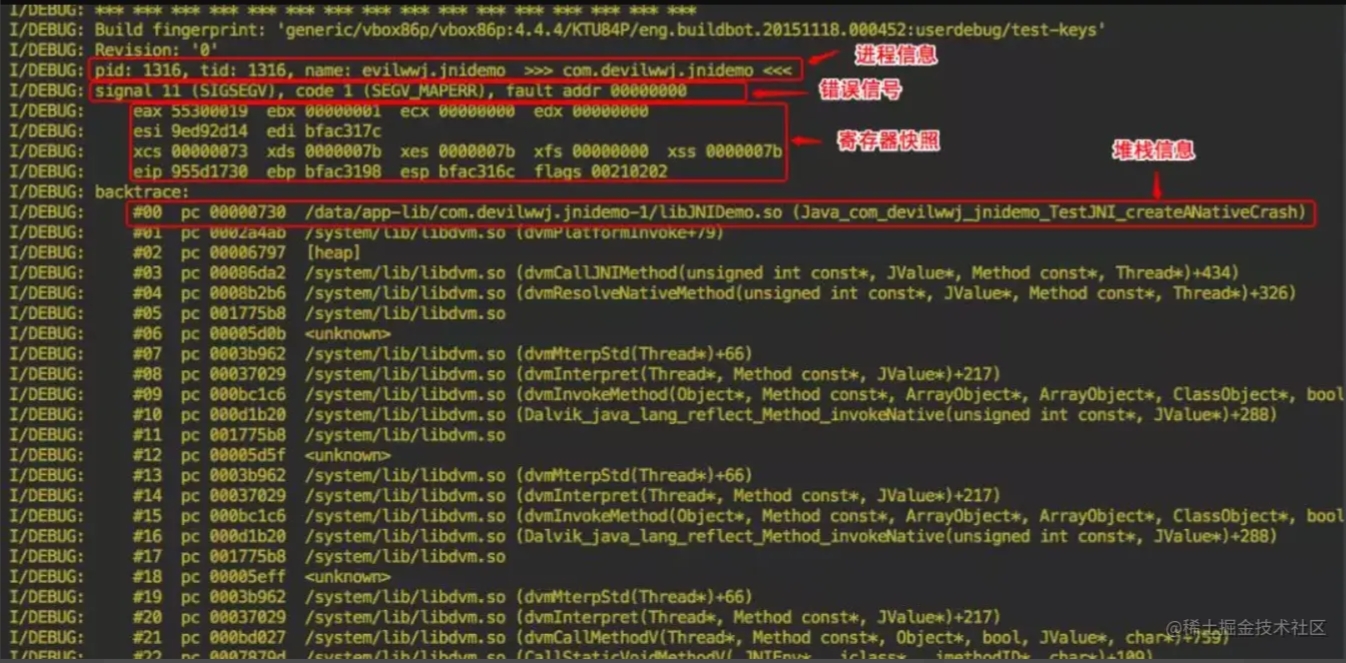 I/DEBUG: *** *** *** *** *** *** *** *** *** *** *** *** *** *** *** ***
I/DEBUG: Build fingerprint: 'generic/vbox86p/vbox86p:4.4.4/KTU84P/eng.buildbot.20151118.000452:userdebug/test-keys'
I/DEBUG: Revision: '0'
进程信息
I/DEBUG: pid: 1316, tid: 1316, name: evilwwj.jnidemo >>> com.devilwwj.jnidemo <<<
I/DEBUG: signal 11 (SIGSEGV), code 1 (SEGV_MAPERR), fault addr 00000000
错误信号
I/DEBUG: eax 55300019 ebx 00000001 ecx 00000000 edx 00000000
I/DEBUG: esi 9ed92d14 edi bfac317c
寄存器快照
I/DEBUG: xcs 00000073 xds 0000007b xes 0000007b xfs 00000000 xss 0000007b
堆栈信息
I/DEBUG: eip 955d1730 ebp bfac3198 esp bfac316c flags 00210202
I/DEBUG: backtrace:
I/DEBUG: #00 pc 00000730 /data/app-lib/com.devilwwj.jnidemo-1/libJNIDemo.so (Java_com_devilwwj_jnidemo_TestJNI_createANativeCrash)
I/DEBUG: #01 pc 0002a4ab /system/lib/libdvm.so (dvmPlatformInvoke+79)
I/DEBUG: #02 pc 00006797 [heap]
I/DEBUG: #03 pc 00086da2 /system/lib/libdvm.so (dvmCallJNIMethod(unsigned int const*, JValue*, Method const*, Thread*)+434)
I/DEBUG: #04 pc 0008b2b6 /system/lib/libdvm.so (dvmResolveNativeMethod(unsigned int const*, JValue*, Method const*, Thread*)+326)
I/DEBUG: #05 pc 001775b8 /system/lib/libdvm.so
I/DEBUG: #06 pc 00005d0b <unknown>
I/DEBUG: #07 pc 0003b962 /system/lib/libdvm.so (dvmMterpStd(Thread*)+66)
I/DEBUG: #08 pc 00037029 /system/lib/libdvm.so (dvmInterpret(Thread*, Method const*, JValue*)+217)
I/DEBUG: #09 pc 000bc1c6 /system/lib/libdvm.so (dvmInvokeMethod(Object*, Method const*, ArrayObject*, ArrayObject*, ClassObject*, bool
I/DEBUG: #10 pc 000d1b20 /system/lib/libdvm.so (Dalvik_java_lang_reflect_Method_invokeNative(unsigned int const*, JValue*)+288)
I/DEBUG: #11 pc 001775b8 /system/lib/libdvm.so
I/DEBUG: #12 pc 00005d5f <unknown>
I/DEBUG: #13 pc 0003b962 /system/lib/libdvm.so (dvmMterpStd(Thread*)+66)
I/DEBUG: #14 pc 00037029 /system/lib/libdvm.so (dvmInterpret(Thread*, Method const*, JValue*)+217)
I/DEBUG: #15 pc 000bc1c6 /system/lib/libdvm.so (dvmInvokeMethod(Object*, Method const*, ArrayObject*, ArrayObject*, ClassObject*, bool
I/DEBUG: #16 pc 000d1b20 /system/lib/libdvm.so (Dalvik_java_lang_reflect_Method_invokeNative(unsigned int const*, JValue*)+288)
I/DEBUG: #17 pc 001775b8 /system/lib/libdvm.so
I/DEBUG: #18 pc 00005eff <unknown>
I/DEBUG: #19 pc 0003b962 /system/lib/libdvm.so (dvmMterpStd(Thread*)+66)
I/DEBUG: #20 pc 00037029 /system/lib/libdvm.so (dvmInterpret(Thread*, Method const*, JValue*)+217)
I/DEBUG: #21 pc 000bd027 /system/lib/libdvm.so (dvmCallMethodV(Thread*, Method const*, Object*, bool, JValue*, char*)+759)
I/DEBUG: #22 pc 0007879d /system/lib/libdvm.so (CallStaticVoidMethodV(_JNIEnv*, _jclass*, _jmethodID*, char*)+109)
@稀土掘金技术社区